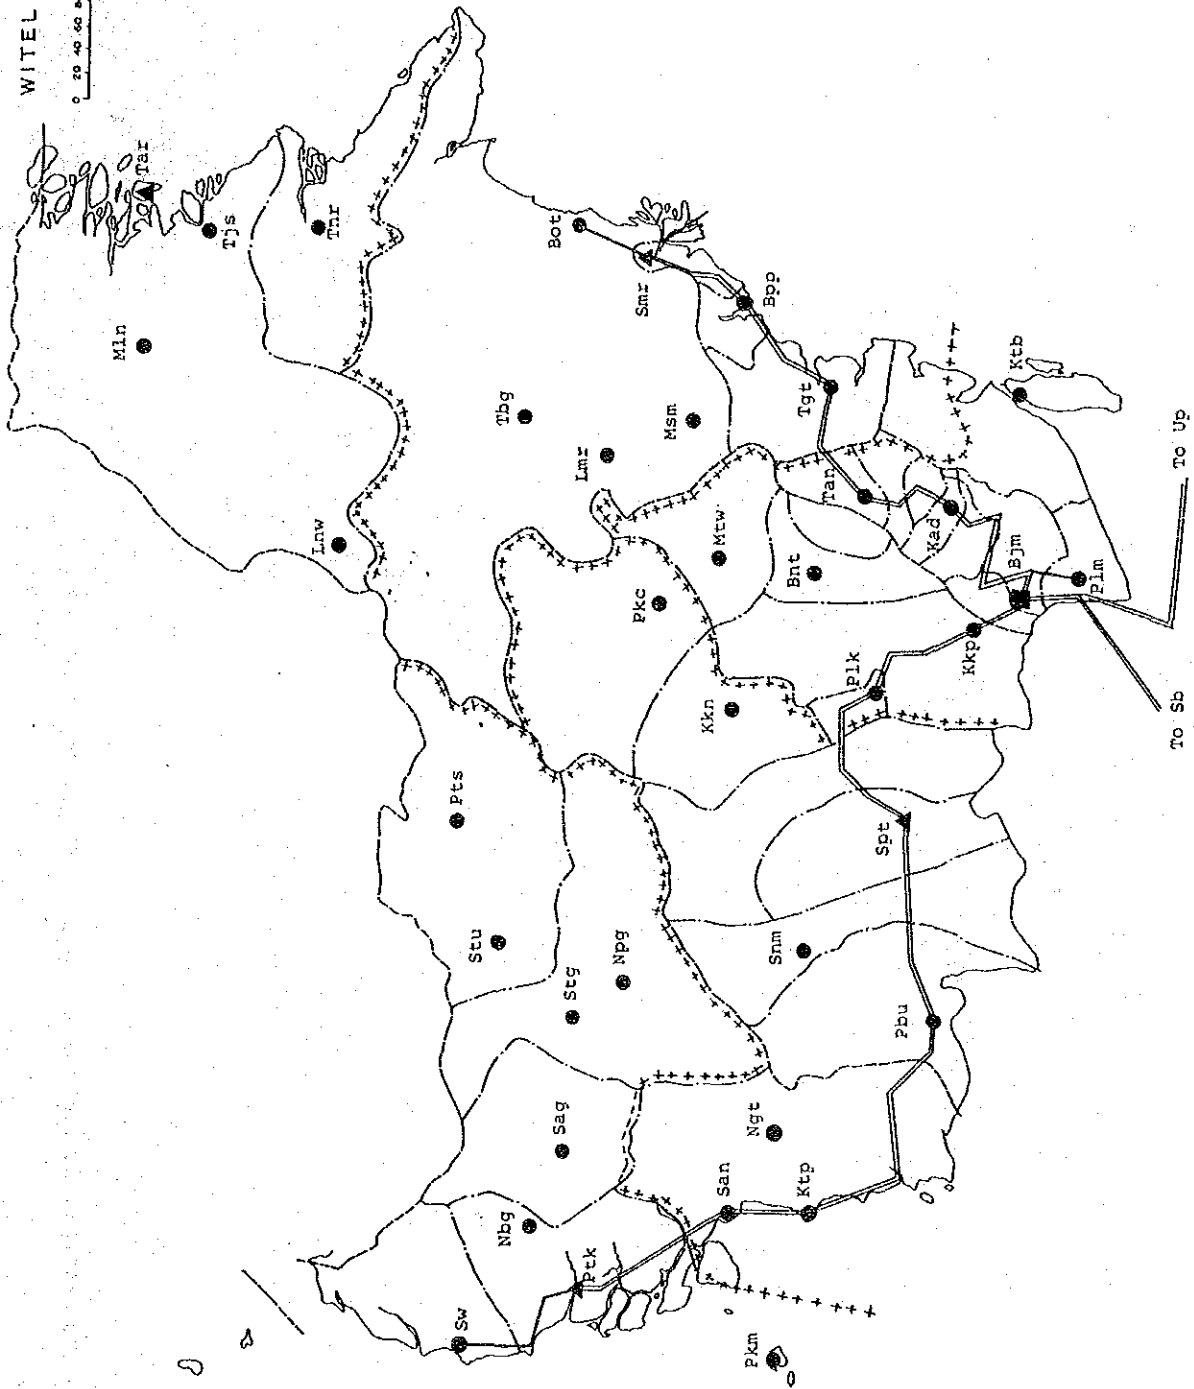 WITEL
0 20 40 60 8
Tar
Tjs
Mln
Tnr
Bot
Smr
Bpp
Tbg
Lmr
Msm
Lnw
Tgt
Ktb
Tan
Mtw
Kad
Bnt
Bjm
Pkc
Plm
To Up
Kkp
Plk
Kkn
To Sb
Pts
Spt
Stu
Npg
Snm
Stg
Pbu
Sag
Ngt
San
Ktp
Nbg
Ptk
Sw
Pkm